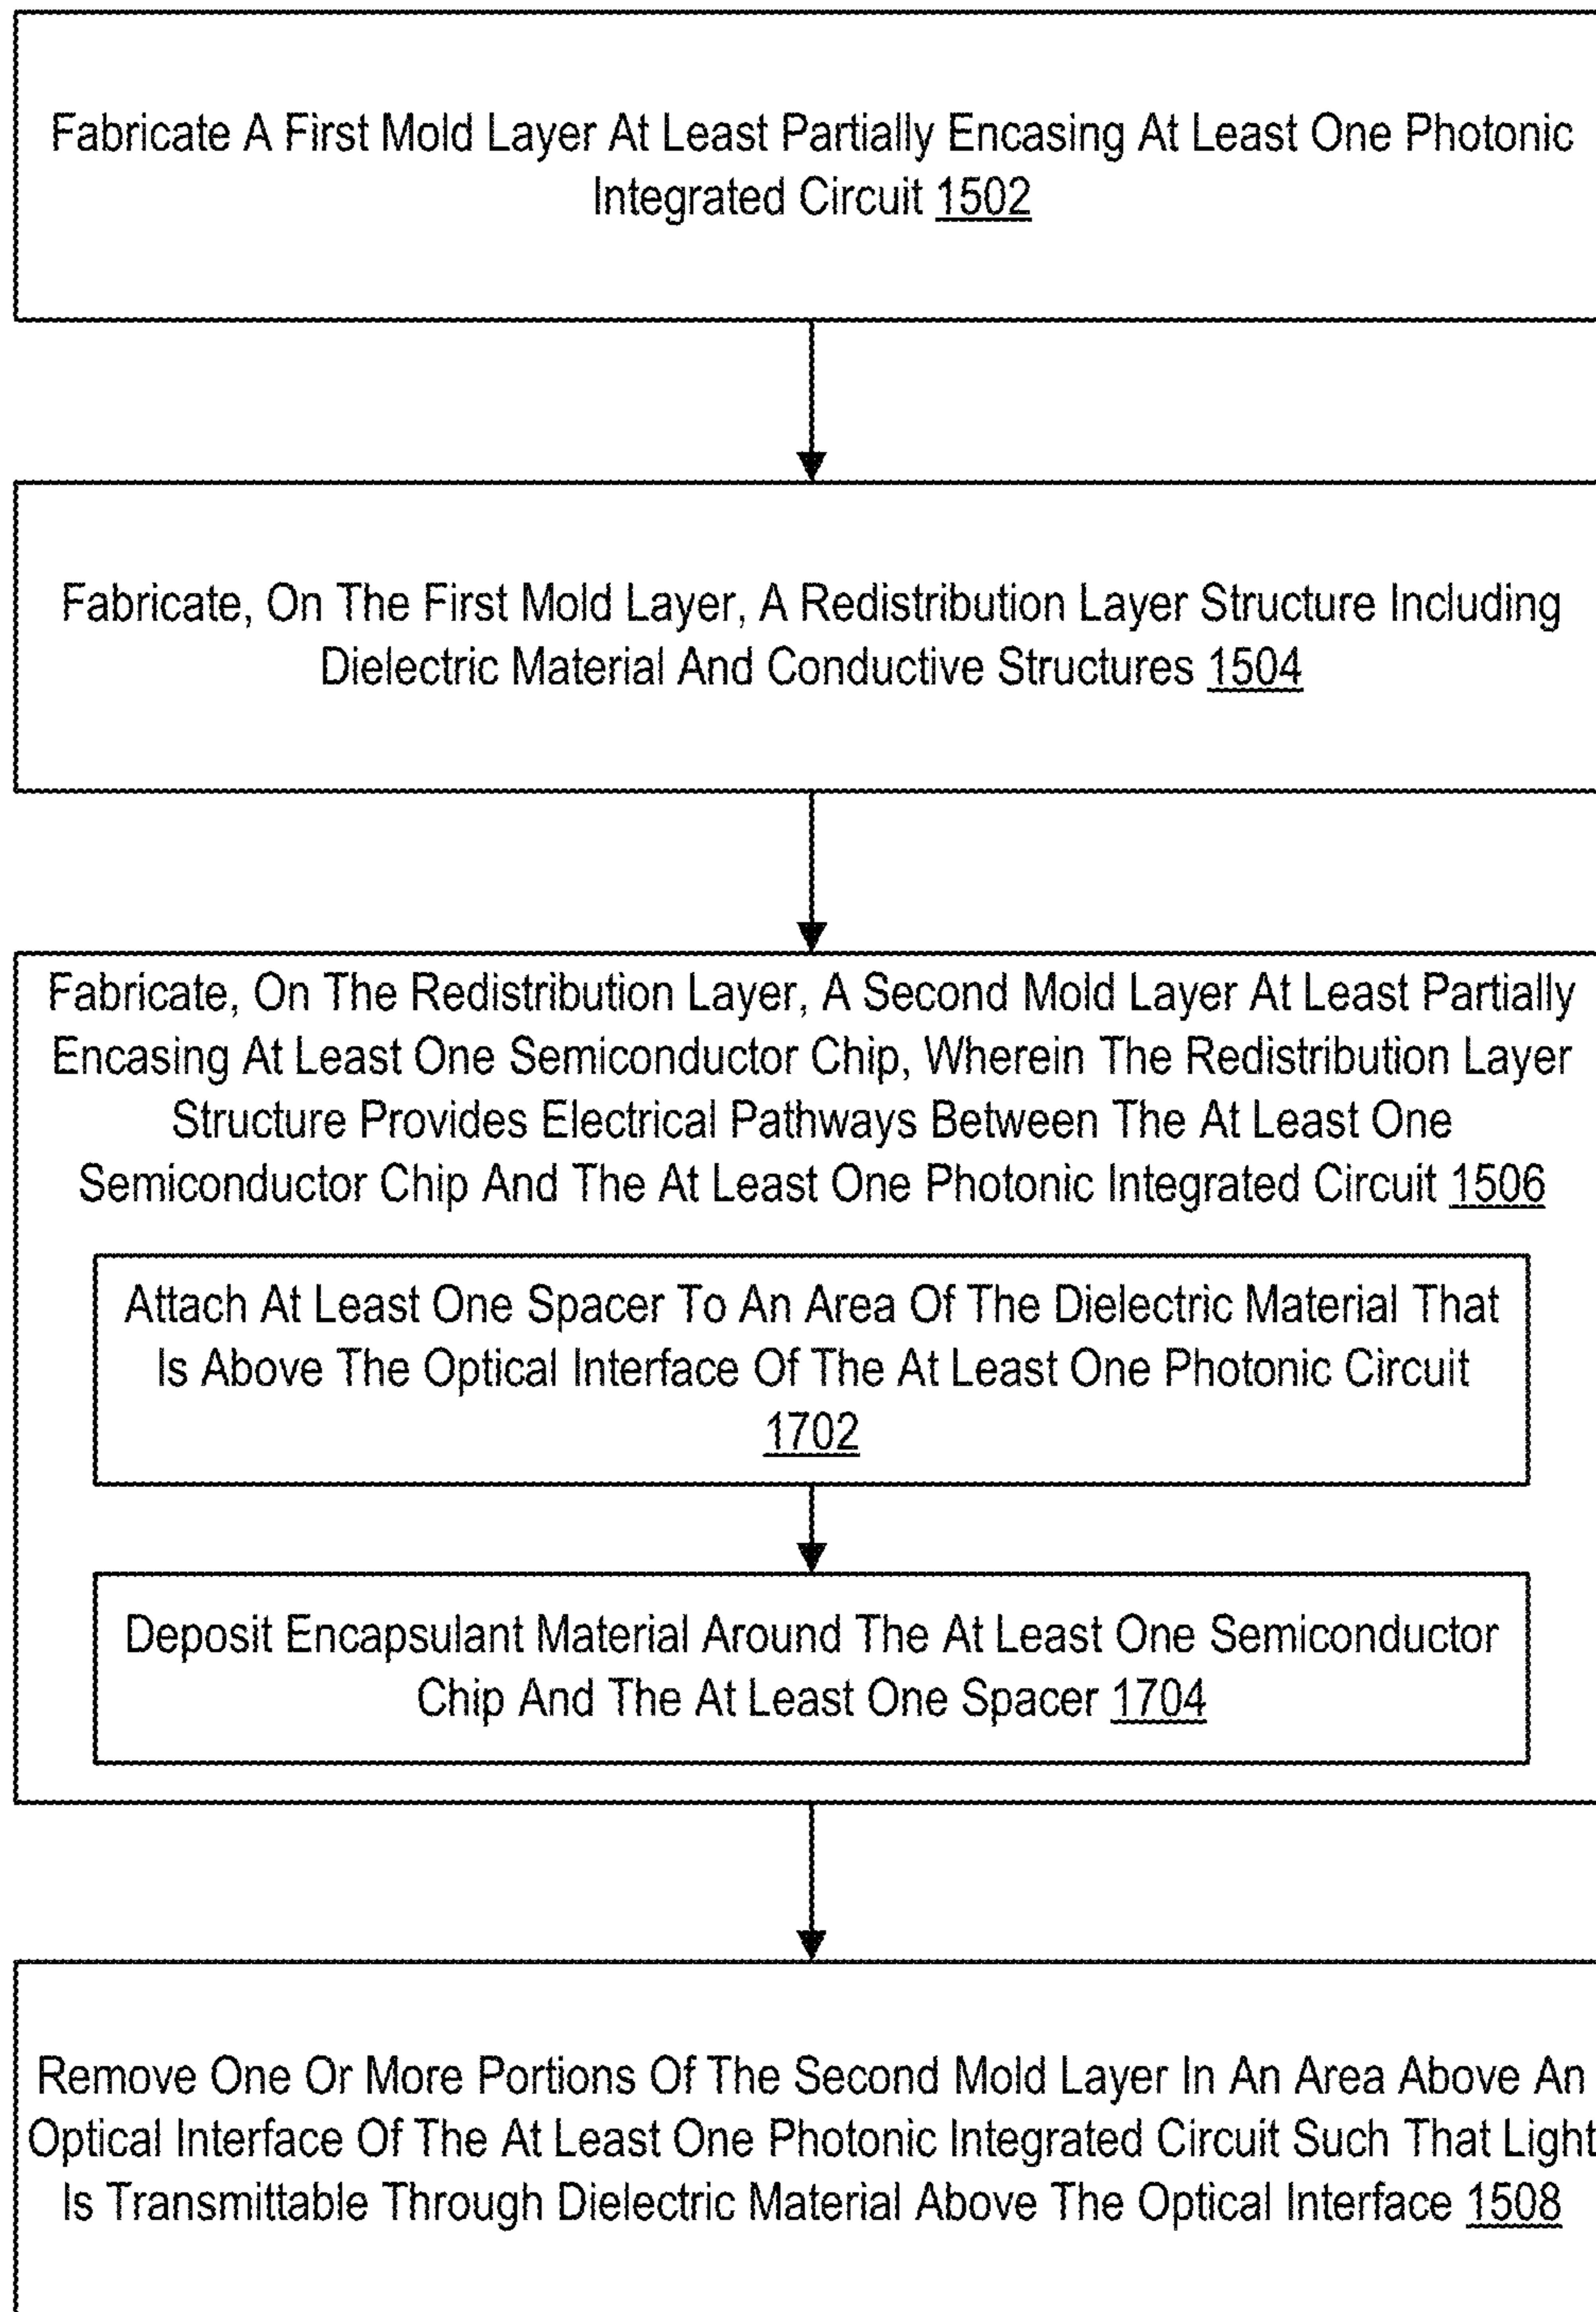 Fabricate A First Mold Layer At Least Partially Encasing At Least One Photonic
Integrated Circuit 1502
Fabricate, On The First Mold Layer, A Redistribution Layer Structure Including
Dielectric Material And Conductive Structures 1504
Fabricate, On The Redistribution Layer, A Second Mold Layer At Least Partially
Encasing At Least One Semiconductor Chip, Wherein The Redistribution Layer
Structure Provides Electrical Pathways Between The At Least One
Semiconductor Chip And The At Least One Photonic Integrated Circuit 1506
Attach At Least One Spacer To An Area Of The Dielectric Material That
Is Above The Optical Interface Of The At Least One Photonic Circuit
1702
Deposit Encapsulant Material Around The At Least One Semiconductor
Chip And The At Least One Spacer 1704
Remove One Or More Portions Of The Second Mold Layer In An Area Above An
Optical Interface Of The At Least One Photonic Integrated Circuit Such That Light
Is Transmittable Through Dielectric Material Above The Optical Interface 1508